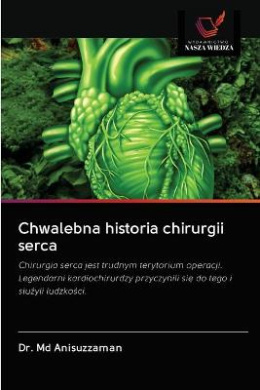 WYDAWNICTWO
NASZA WIEDZA
Chwalebna historia chirurgii
serca
Chirurgia serca jest trudnym terytorium operacji.
Legendarni kardiochirurdzy przyczynili się do tego i
służyli ludzkości.
Dr. Md Anisuzzaman